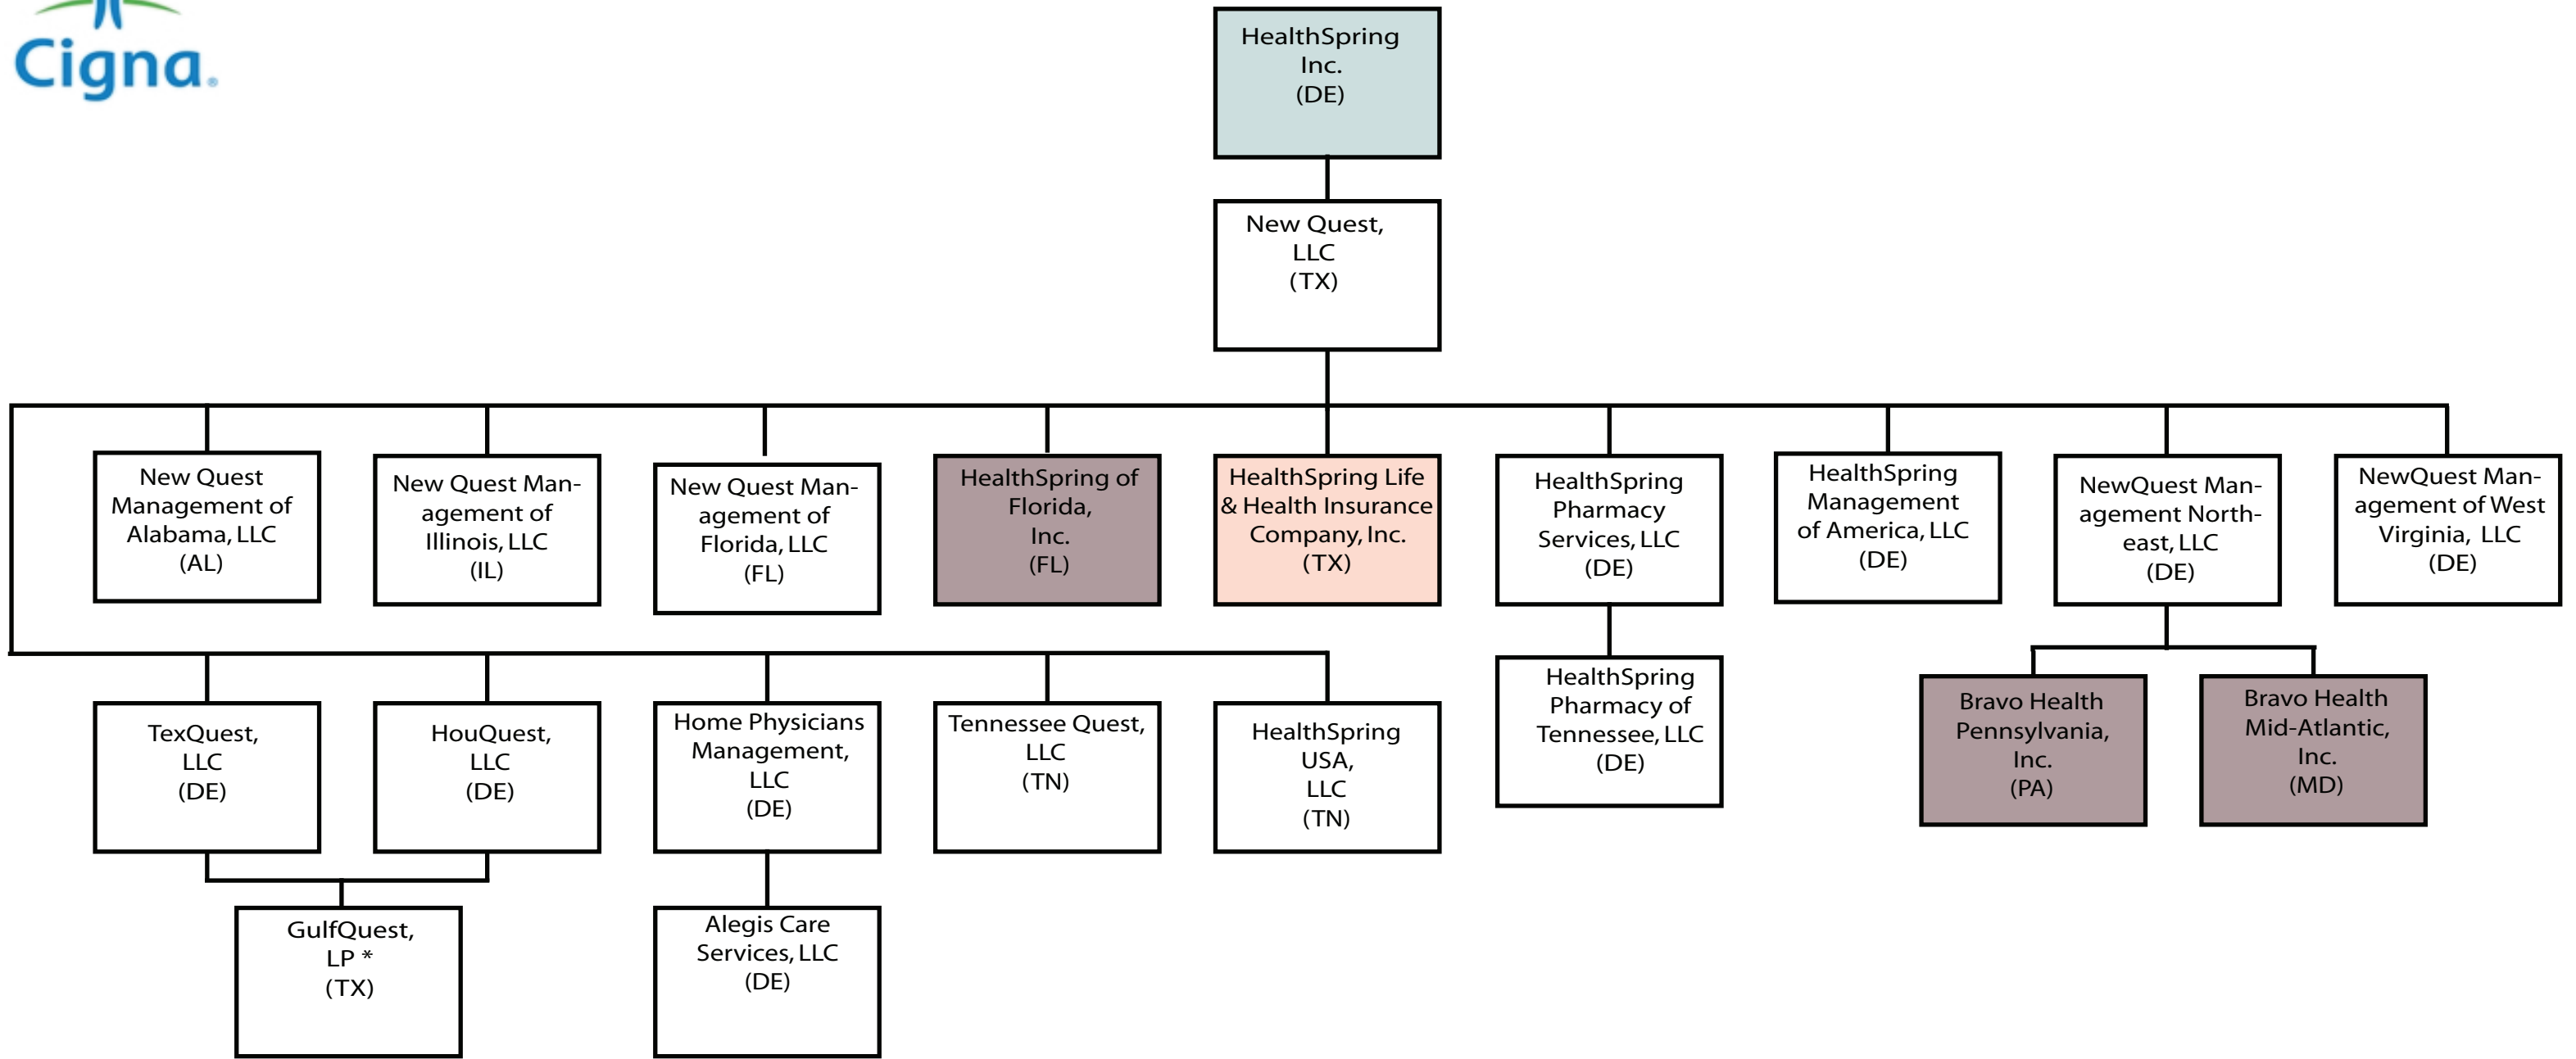 Cigna®
HealthSpring
Inc.
(DE)
New Quest,
LLC
(TX)
New Quest
Management of
Alabama, LLC
(AL)
New Quest Man-
agement of
Illinois, LLC
(IL)
New Quest Man-
agement of
Florida, LLC
(FL)
HealthSpring of
Florida,
Inc.
(FL)
HealthSpring Life
& Health Insurance
Company, Inc.
(TX)
HealthSpring
Pharmacy
Services, LLC
(DE)
HealthSpring
Management
of America, LLC
(DE)
NewQuest Man-
agement North-
east, LLC
(DE)
NewQuest Man-
agement of West
Virginia, LLC
(DE)
TexQuest,
LLC
(DE)
HouQuest,
LLC
(DE)
Home Physicians
Management,
LLC
(DE)
Tennessee Quest,
LLC
(TN)
HealthSpring
USA,
LLC
(TN)
HealthSpring
Pharmacy of
Tennessee, LLC
(DE)
Bravo Health
Pennsylvania,
Inc.
(PA)
Bravo Health
Mid-Atlantic,
Inc.
(MD)
GulfQuest,
LP *
(TX)
Alegis Care
Services, LLC
(DE)